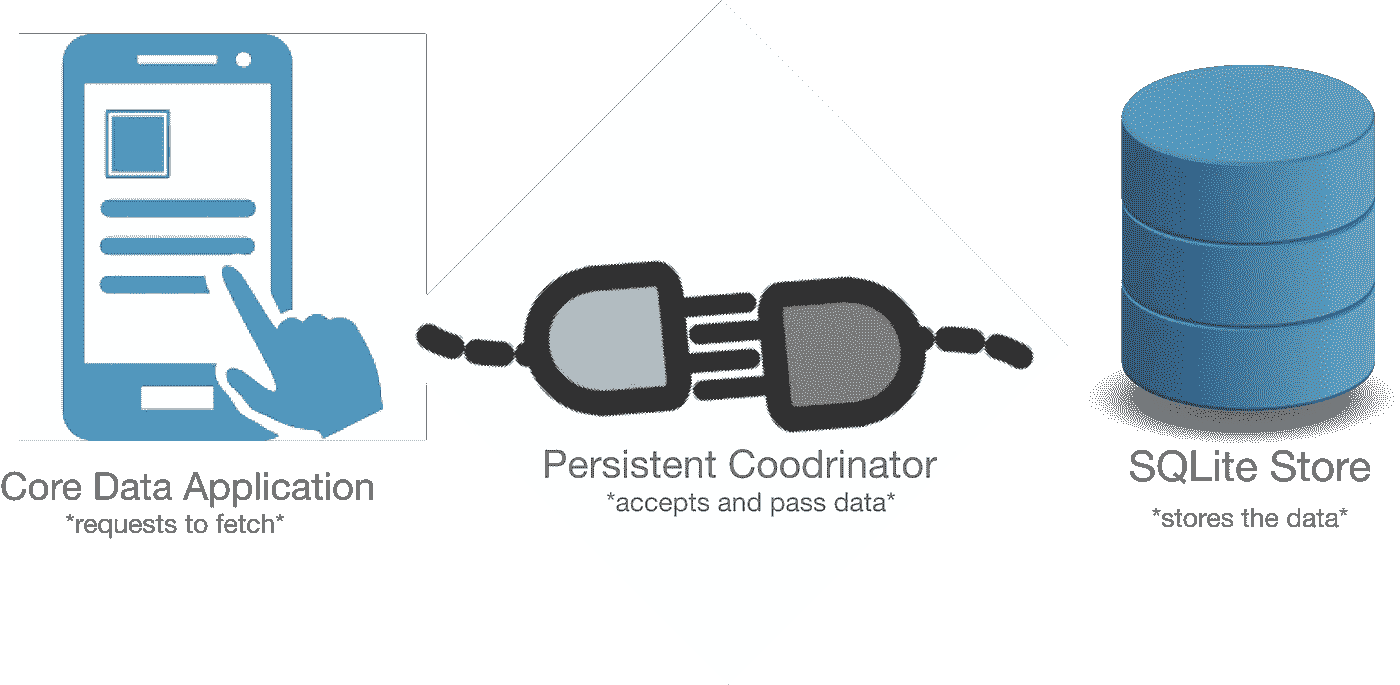 Core Data Application
*requests to fetch*
Persistent Coodrinator
*accepts and pass data*
SQLite Store
*stores the data*